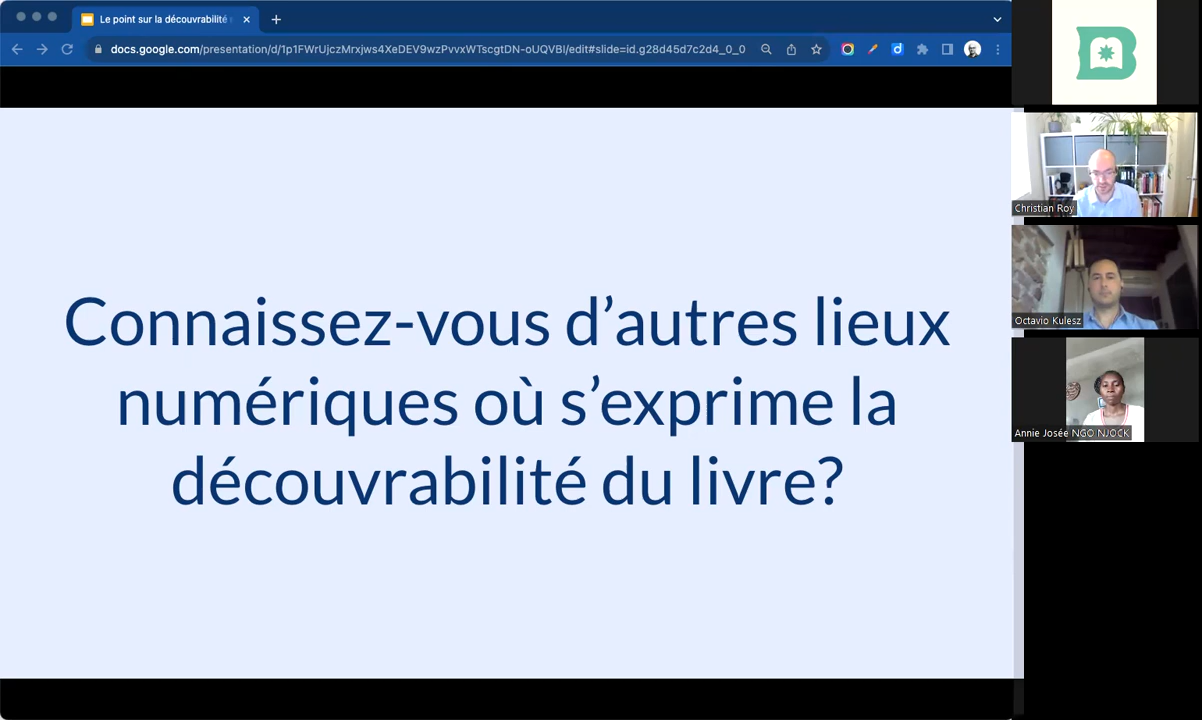 Le point sur la découvrabilité
docs.google.com/presentation/d/1p1FWrUjczMrxjws4XeDEV9wzPvvxWTscgtDN-oUQVBI/edit#slide=id.g28d45d7c2d4_0_0
Connaissez-vous d’autres lieux
numériques où s’exprime la
découvrabilité du livre?
Christian Roy
Octavio Kulesz
Annie Josée NGO NJOCK